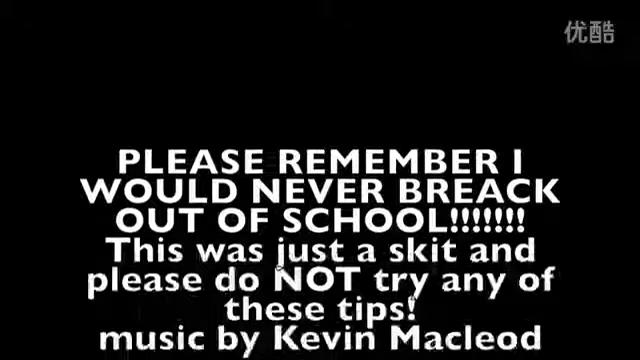 优酷
PLEASE REMEMBER I
WOULD NEVER BREACK
OUT OF SCHOOL!!!!!!!
This was just a skit and
please do NOT try any of
these tips!
music by Kevin Macleod